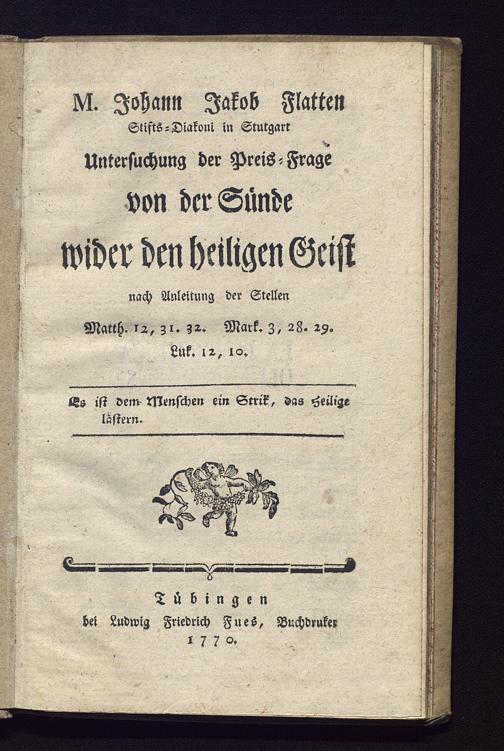 M. Johann Jakob Flatten
Stifts-Diakoni in Stutgart
Untersuchung der Preis-Frage
von der Sünde
wider den heiligen Geist
nach Anleitung der Stellen
Matth. 12, 31. 32. Mark. 3, 28. 29.
Luk. 12, 10.
Es ist dem Menschen ein Strik, das Heilige
lästern.
Tübingen
bei Ludwig Friedrich Fues, Buchdruker
1770.